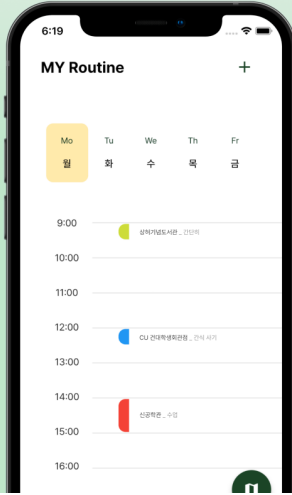 6:19
MY Routine
+
Mo Tu We Th Fr
월 화 수 목 금
9:00
상허기념도서관 _ 간단히
10:00
11:00
12:00
CU 건대학생회관점 _ 간식 사기
13:00
14:00
신공학관 _ 수업
15:00
16:00